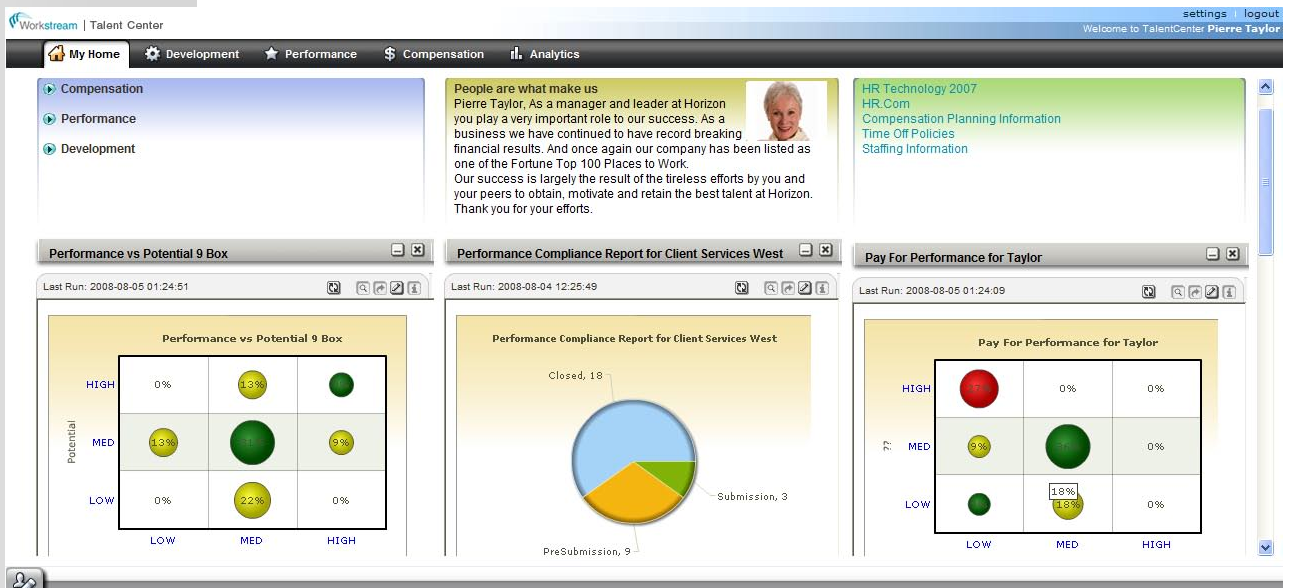 settings | logout
Workstream | Talent Center
Welcome to TalentCenter Pierre Taylor
My Home Development Performance $ Compensation Analytics
Compensation
Performance
Development
People are what make us
Pierre Taylor, As a manager and leader at Horizon
you play a very important role to our success. As a
business we have continued to have record breaking
financial results. And once again our company has been listed as
one of the Fortune Top 100 Places to Work.
Our success is largely the result of the tireless efforts by you and
your peers to obtain, motivate and retain the best talent at Horizon.
Thank you for your efforts.
HR Technology 2007
HR.Com
Compensation Planning Information
Time Off Policies
Staffing Information
Performance vs Potential 9 Box
Last Run: 2008-08-05 01:24:51
Performance vs Potential 9 Box
Potential
HIGH 0% 13%
MED 13% 9%
LOW 0% 22% 0%
LOW MED HIGH
Performance Compliance Report for Client Services West
Last Run: 2008-08-04 12:25:49
Performance Compliance Report for Client Services West
Closed, 18
Submission, 3
PreSubmission, 9
Pay For Performance for Taylor
Last Run: 2008-08-05 01:24:09
Pay For Performance for Taylor
??
HIGH 0% 0%
MED 9% 0%
18%
LOW 18% 0%
LOW MED HIGH